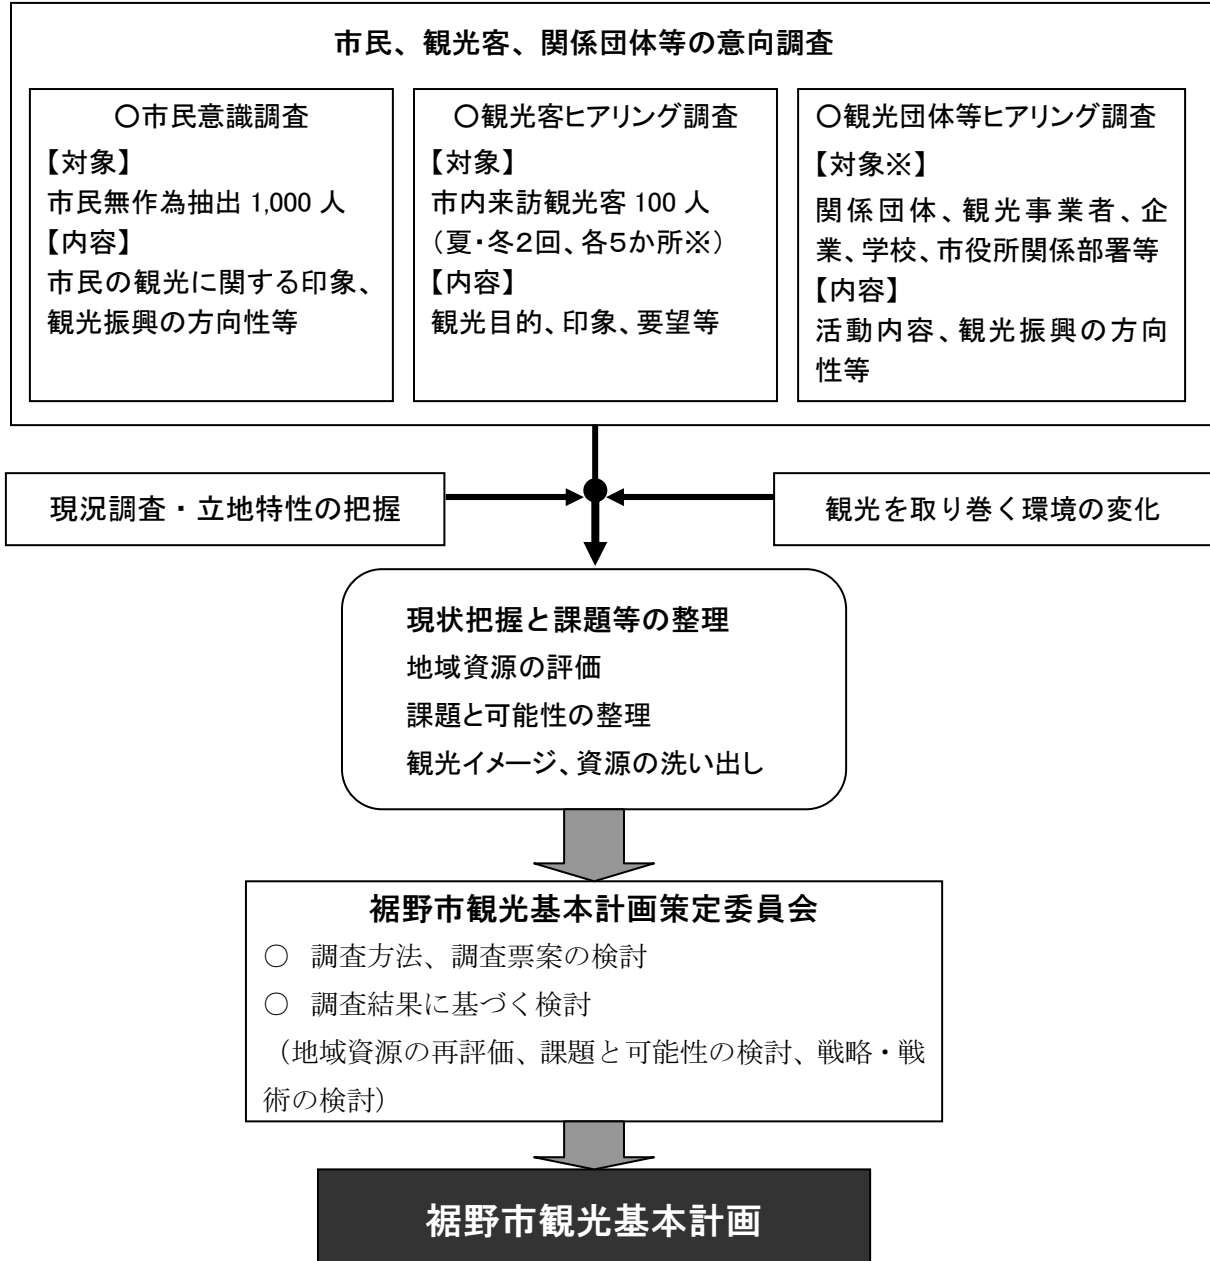 市民、観光客、関係団体等の意向調査
〇市民意識調査
【対象】
市民無作為抽出 1,000 人
【内容】
市民の観光に関する印象、
観光振興の方向性等
〇観光客ヒアリング調査
【対象】
市内来訪観光客 100 人
（夏・冬２回、各５か所※）
【内容】
観光目的、印象、要望等
〇観光団体等ヒアリング調査
【対象※】
関係団体、観光事業者、企
業、学校、市役所関係部署等
【内容】
活動内容、観光振興の方向
性等
現況調査・立地特性の把握
観光を取り巻く環境の変化
現状把握と課題等の整理
地域資源の評価
課題と可能性の整理
観光イメージ、資源の洗い出し
裾野市観光基本計画策定委員会
○ 調査方法、調査票案の検討
○ 調査結果に基づく検討
（地域資源の再評価、課題と可能性の検討、戦略・戦
術の検討）
裾野市観光基本計画